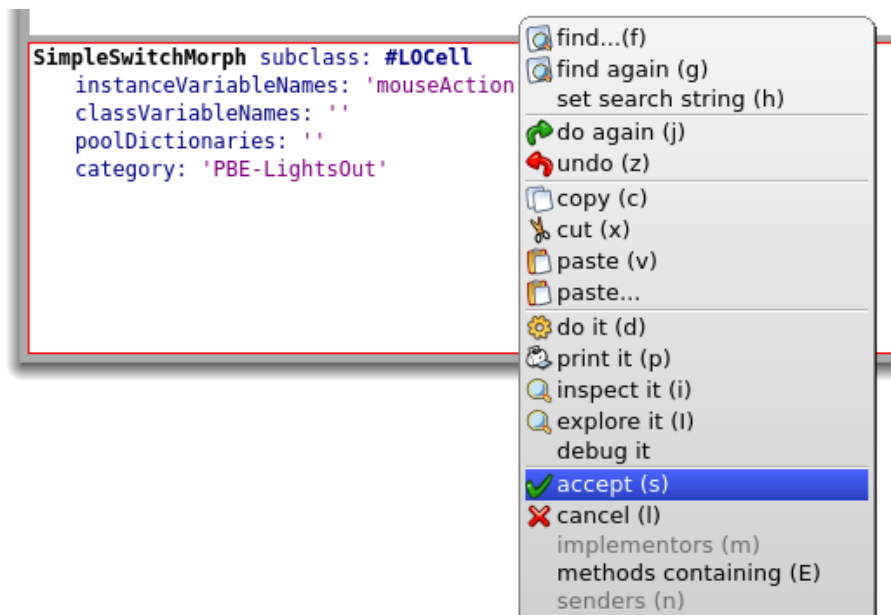 SimpleSwitchMorph subclass: #LOCell
instanceVariableNames: 'mouseAction
classVariableNames: ''
poolDictionaries: ''
category: 'PBE-LightsOut'
find...(f)
find again (g)
set search string (h)
do again (j)
undo (z)
copy (c)
cut (x)
paste (v)
paste...
do it (d)
print it (p)
inspect it (i)
explore it (I)
debug it
accept (s)
cancel (l)
implementors (m)
methods containing (E)
senders (n)